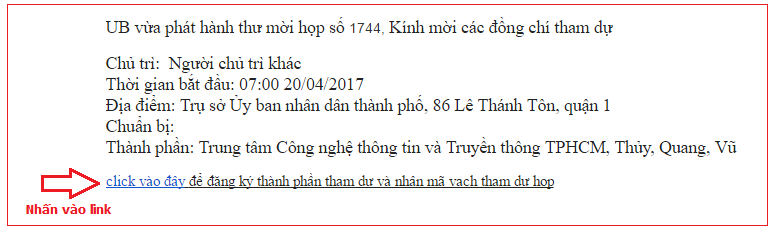 UB vừa phát hành thư mời họp số 1744, Kính mời các đồng chí tham dự
Chủ trì: Người chủ trì khác
Thời gian bắt đầu: 07:00 20/04/2017
Địa điểm: Trụ sở Ủy ban nhân dân thành phố, 86 Lê Thánh Tôn, quận 1
Chuẩn bị:
Thành phần: Trung tâm Công nghệ thông tin và Truyền thông TPHCM, Thủy, Quang, Vũ
click vào đây để đăng ký thành phần tham dự và nhân mã vach tham dư hop
Nhấn vào link